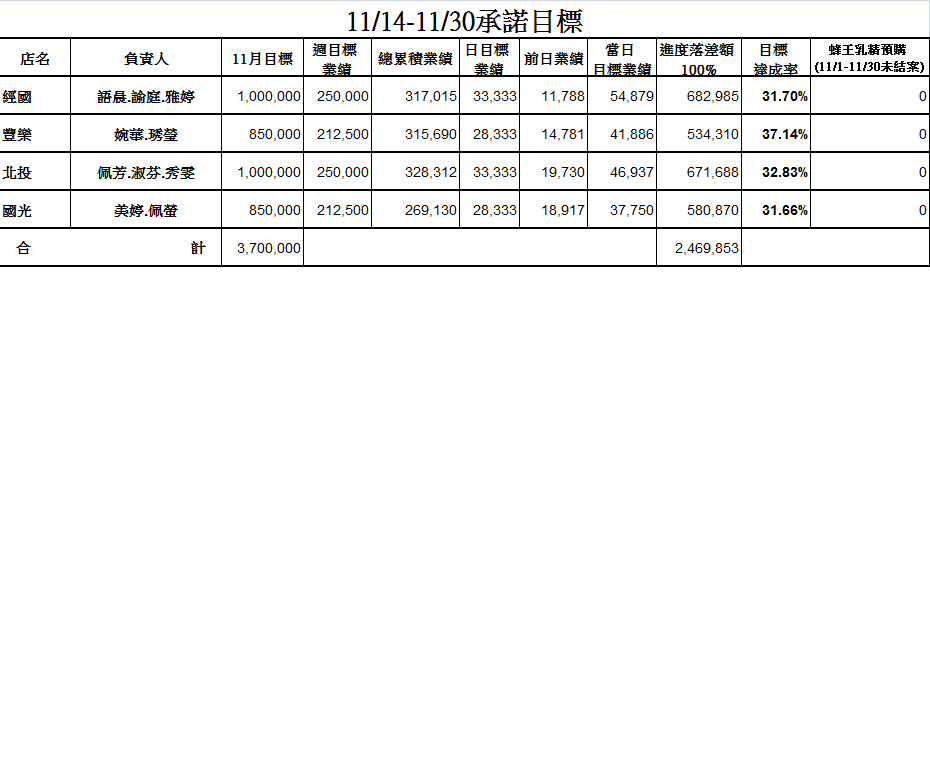 11/14-11/30承諾目標
店名 負責人 11月目標 週目標業績 總累積業績 日目標業績 前日業績 當日目標業績 進度落差額100% 目標達成率 蜂王乳精預購(11/1-11/30未結案)
經國 語晨.諭庭.雅婷 1,000,000 250,000 317,015 33,333 11,788 54,879 682,985 31.70% 0
豐樂 婉華.琇瑩 850,000 212,500 315,690 28,333 14,781 41,886 534,310 37.14% 0
北投 佩芳.淑芬.秀雯 1,000,000 250,000 328,312 33,333 19,730 46,937 671,688 32.83% 0
國光 美婷.佩螢 850,000 212,500 269,130 28,333 18,917 37,750 580,870 31.66% 0
合計 3,700,000 2,469,853